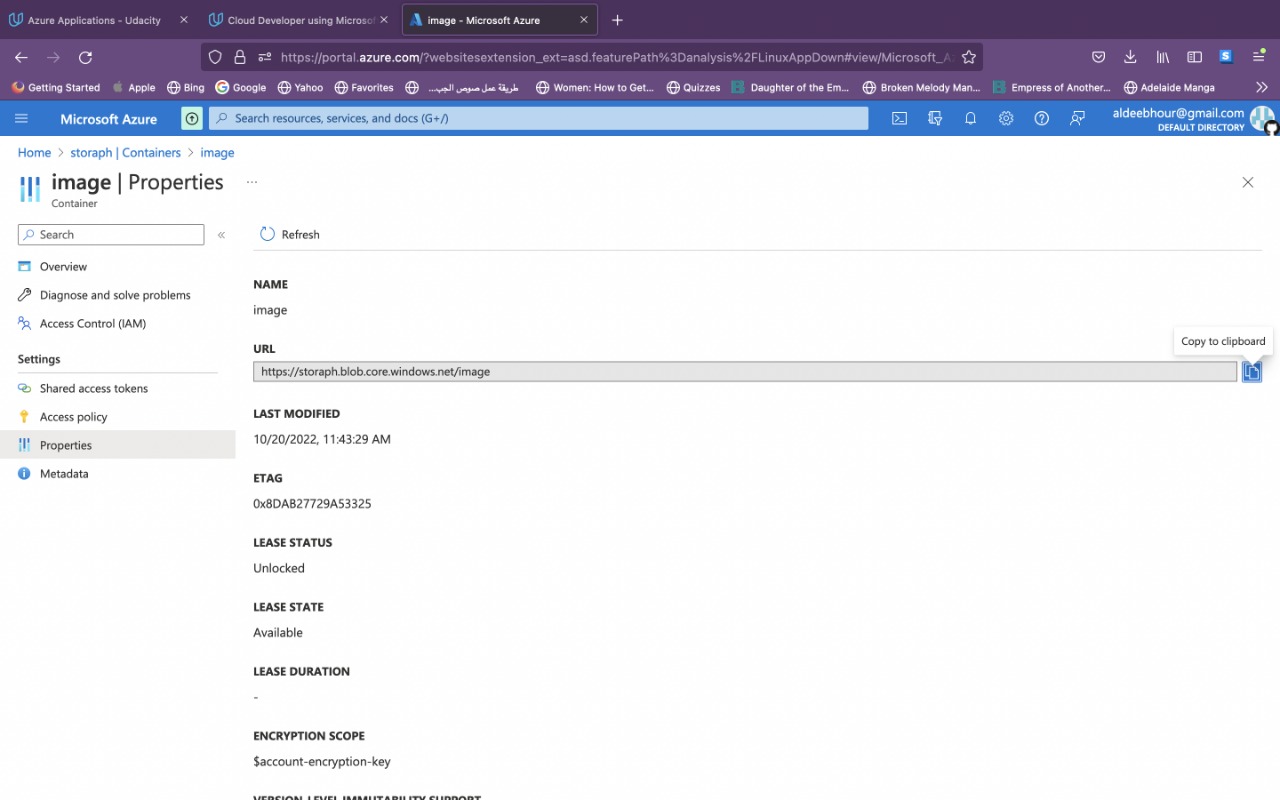 Azure Applications - Udacity
Cloud Developer using Microsof
image - Microsoft Azure
https://portal.azure.com/?websitesextension_ext=asd.featurePath%3Danalysis%2FLinuxAppDown#view/Microsoft_A
Getting Started Apple Bing Google Yahoo Favorites طريقة عمل صوص الجب... Women: How to Get... Quizzes Daughter of the Em... Broken Melody Man... Empress of Another... Adelaide Manga
Microsoft Azure
Search resources, services, and docs (G+/)
aldeebhour@gmail.com
DEFAULT DIRECTORY
Home > storaph | Containers > image
image | Properties ...
Container
Search
«
Refresh
Overview
Diagnose and solve problems
Access Control (IAM)
Settings
Shared access tokens
Access policy
Properties
Metadata
NAME
image
URL
Copy to clipboard
https://storaph.blob.core.windows.net/image
LAST MODIFIED
10/20/2022, 11:43:29 AM
ETAG
0x8DAB27729A53325
LEASE STATUS
Unlocked
LEASE STATE
Available
LEASE DURATION
-
ENCRYPTION SCOPE
$account-encryption-key
VERSION-LEVEL IMMUTABILITY SUPPORT